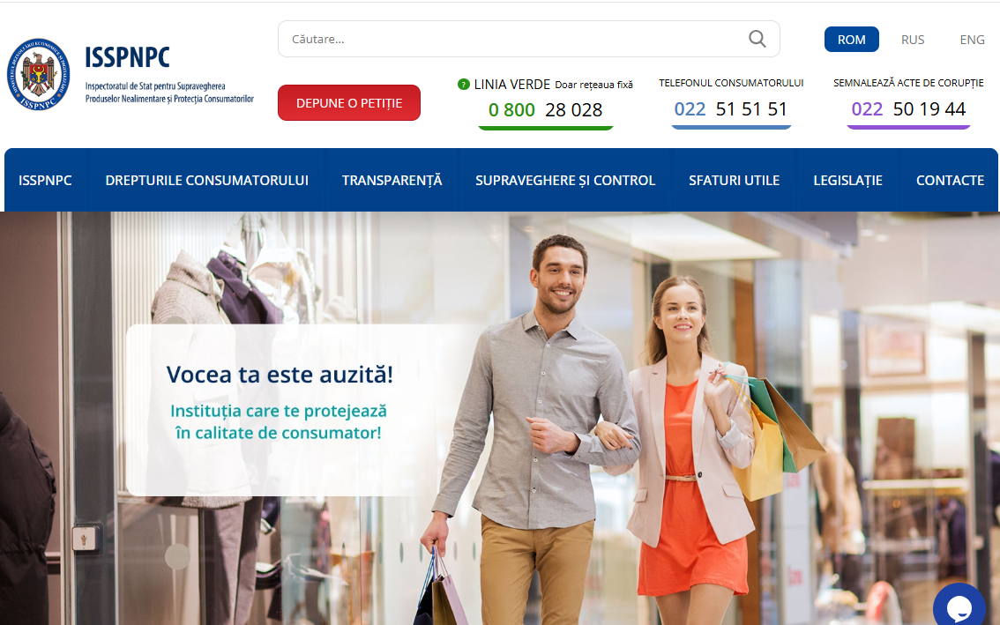 ISSPNPC
Inspectoratul de Stat pentru Supravegherea
Produselor Nealimentare și Protecția Consumatorilor
ISSPNPC
Căutare...
ROM
RUS
ENG
DEPUNE O PETIȚIE
? LINIA VERDE Doar rețeaua fixă
0 800 28 028
TELEFONUL CONSUMATORULUI
022 51 51 51
SEMNALEAZĂ ACTE DE CORUPȚIE
022 50 19 44
ISSPNPC
DREPTURILE CONSUMATORULUI
TRANSPARENȚĂ
SUPRAVEGHERE ȘI CONTROL
SFATURI UTILE
LEGISLAȚIE
CONTACTE
Vocea ta este auzită!
Instituția care te protejează
în calitate de consumator!